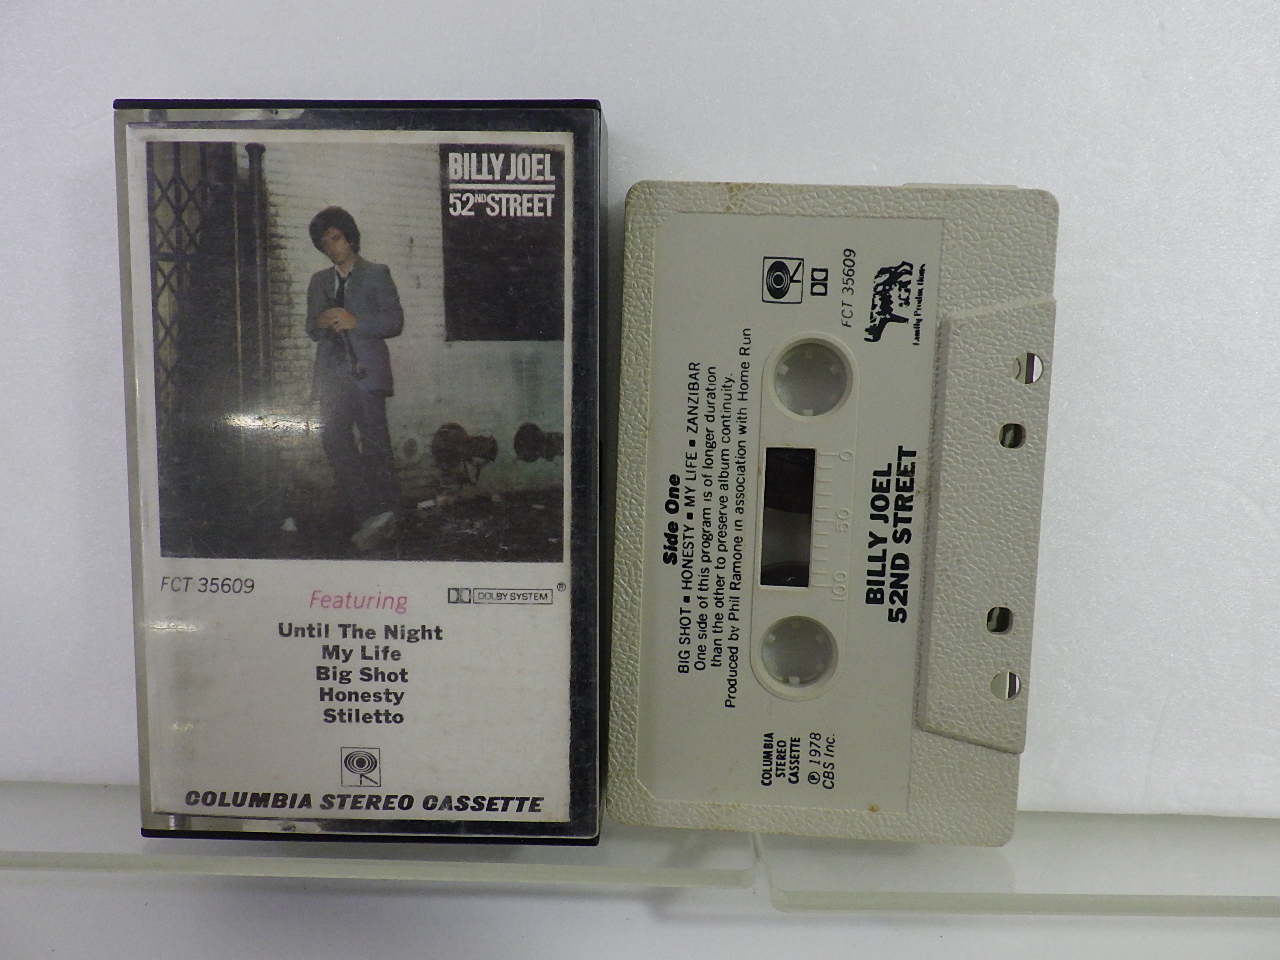 BILLY JOEL
52ND STREET
FCT 35609
DOLBY SYSTEM ®
Featuring
Until The Night
My Life
Big Shot
Honesty
Stiletto
COLUMBIA STEREO CASSETTE
Side One
BIG SHOT ▪ HONESTY ▪ MY LIFE ▪ ZANZIBAR
One side of this program is of longer duration
than the other to preserve album continuity.
Produced by Phil Ramone in association with Home Run
FCT 35609
Family Productions
100 50 0
COLUMBIA
STEREO
CASSETTE
℗ 1978
CBS Inc.
BILLY JOEL
52ND STREET